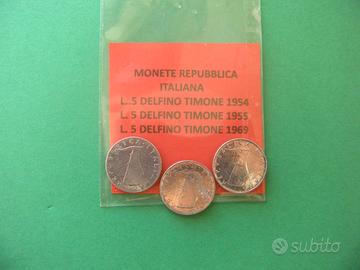 MONETE REPUBBLICA
ITALIANA
L. 5 DELFINO TIMONE 1954
L. 5 DELFINO TIMONE 1955
L. 5 DELFINO TIMONE 1969
subito